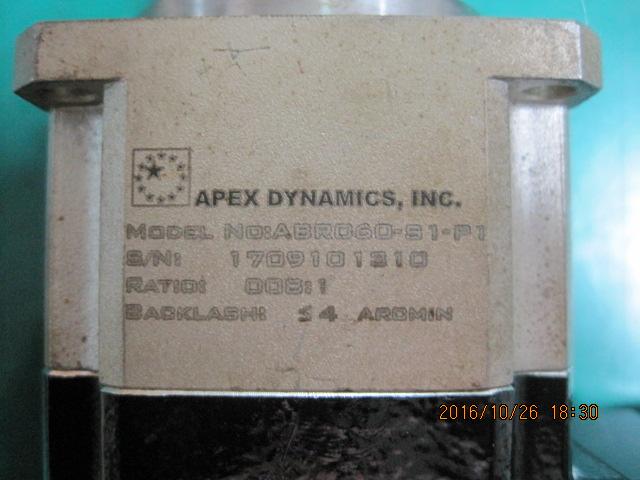 APEX DYNAMICS, INC.
MODEL NO:ABR060-S1-P1
S/N: 1709101310
RATIO: 008:1
BACKLASH: ≤4 ARCMIN
2016/10/26 18:30